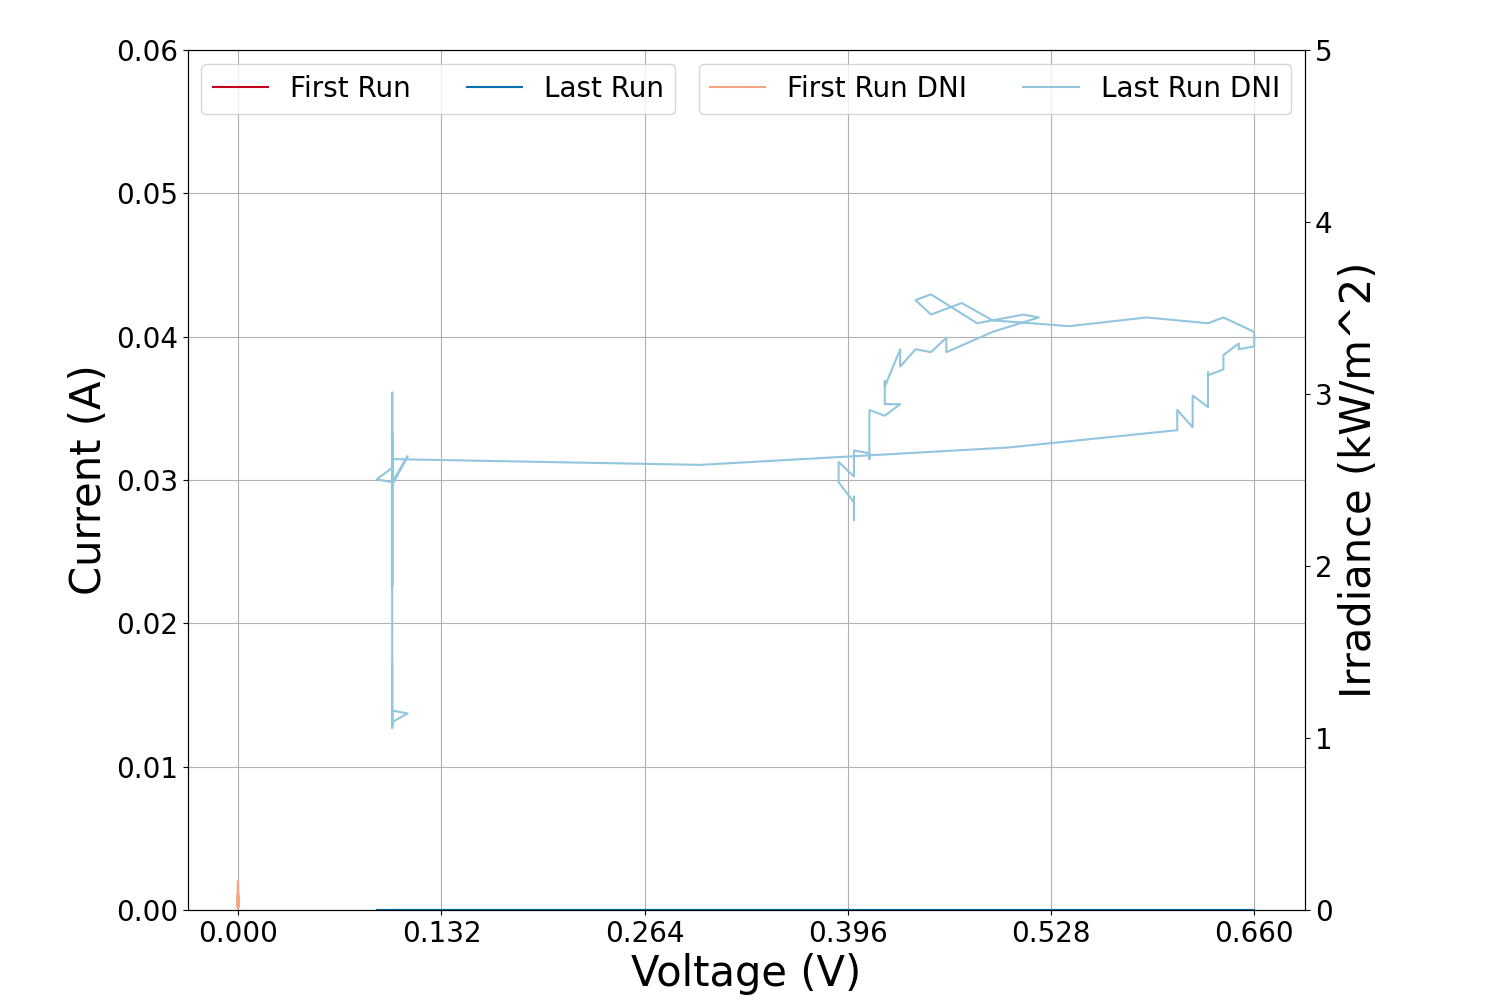 First Run
Last Run
First Run DNI
Last Run DNI
0.06
0.05
0.04
0.03
0.02
0.01
0.00
Current (A)
5
4
3
2
1
0
Irradiance (kW/m^2)
0.000 0.132 0.264 0.396 0.528 0.660
Voltage (V)